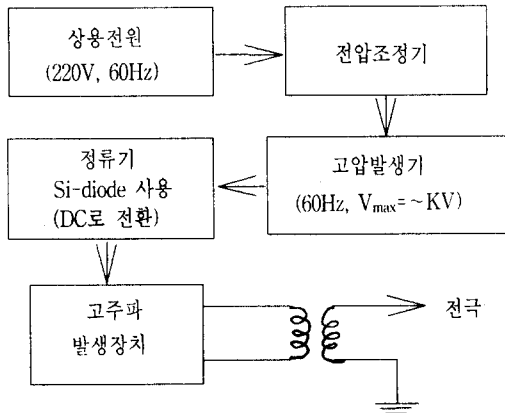 상용전원
(220V, 60Hz)
전압조정기
정류기
Si-diode 사용
(DC로 전환)
고압발생기
(60Hz, Vmax=~KV)
고주파
발생장치
전극